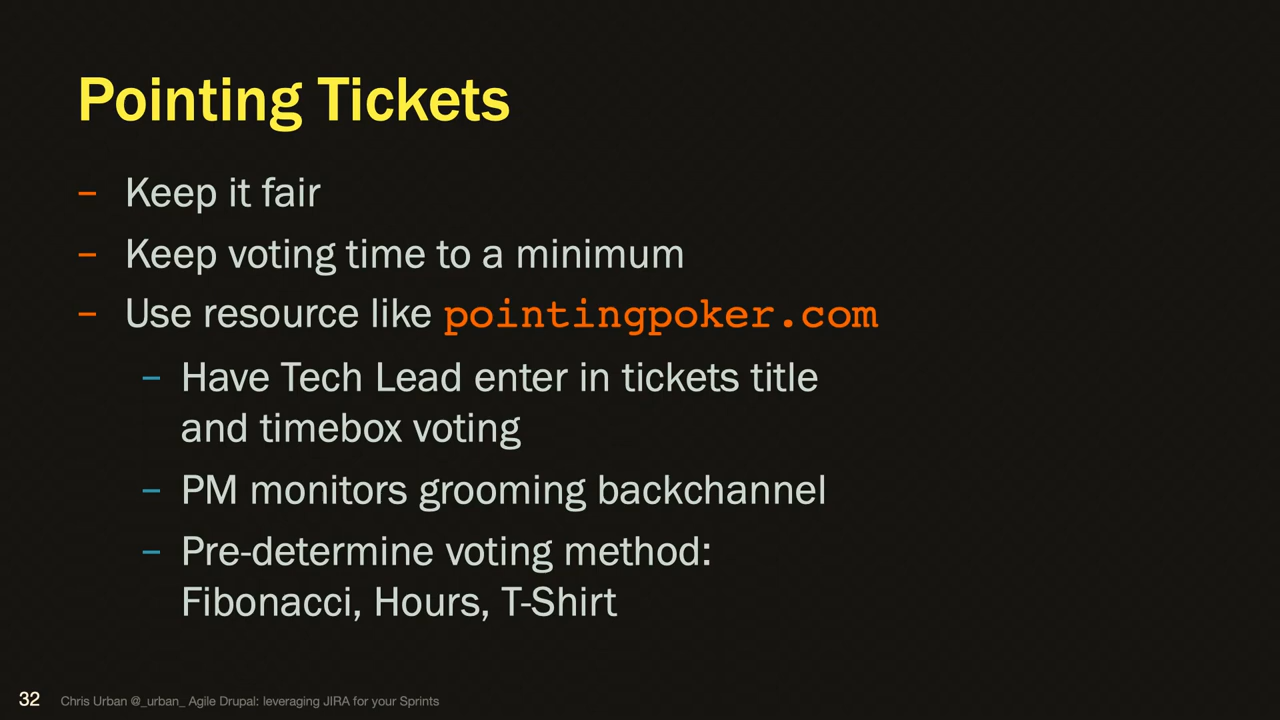 Pointing Tickets
– Keep it fair
– Keep voting time to a minimum
– Use resource like pointingpoker.com
– Have Tech Lead enter in tickets title
and timebox voting
– PM monitors grooming backchannel
– Pre-determine voting method:
Fibonacci, Hours, T-Shirt
32 Chris Urban @_urban_ Agile Drupal: leveraging JIRA for your Sprints